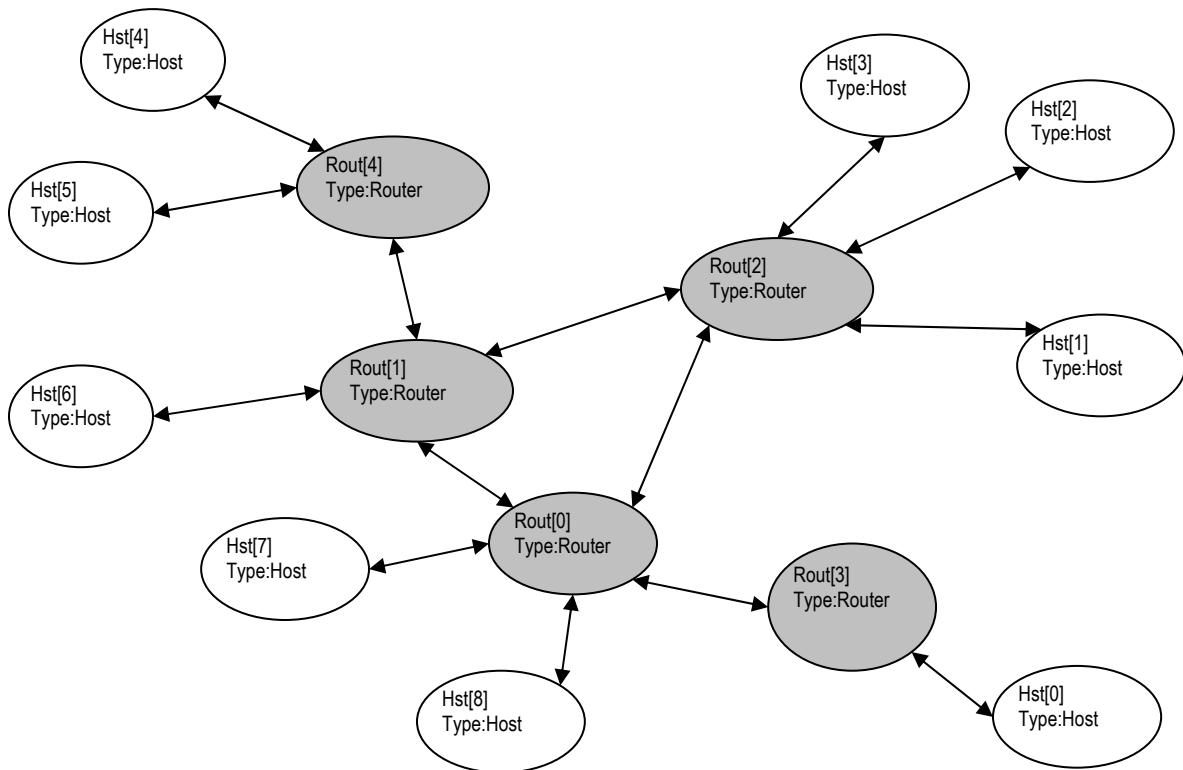 Hst[4]
Type:Host
Hst[3]
Type:Host
Hst[2]
Type:Host
Rout[4]
Type:Router
Hst[5]
Type:Host
Rout[2]
Type:Router
Hst[1]
Type:Host
Rout[1]
Type:Router
Hst[6]
Type:Host
Rout[0]
Type:Router
Hst[7]
Type:Host
Rout[3]
Type:Router
Hst[8]
Type:Host
Hst[0]
Type:Host